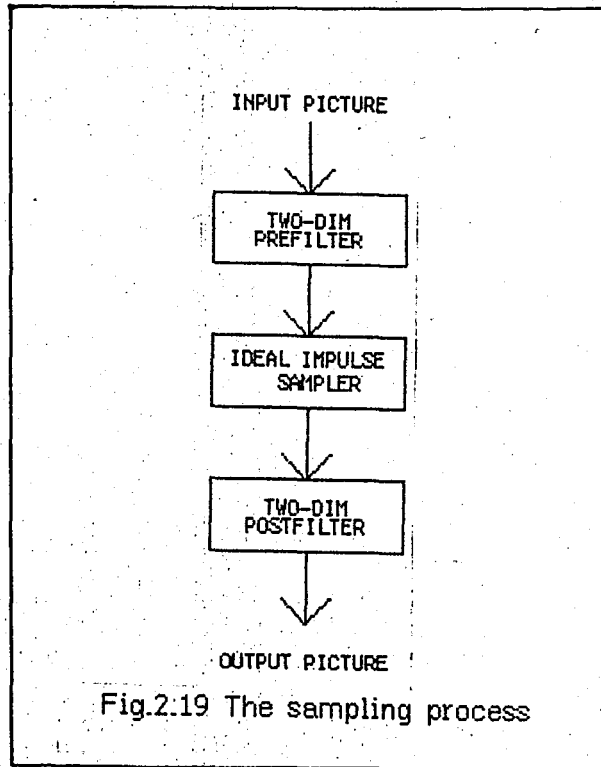 INPUT PICTURE
TWO-DIM
PREFILTER
IDEAL IMPULSE
SAMPLER
TWO-DIM
POSTFILTER
OUTPUT PICTURE
Fig.2.19 The sampling process